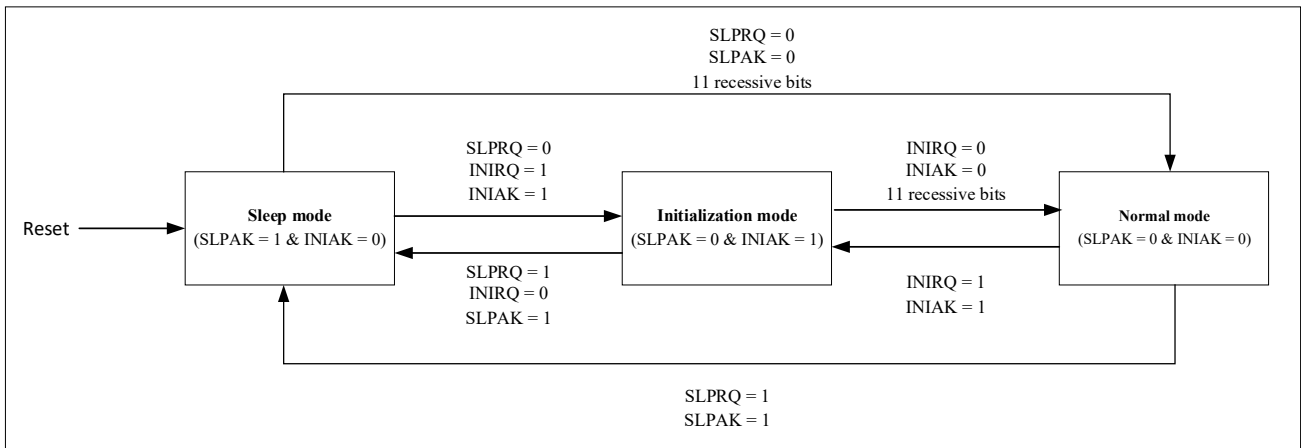 SLPRQ = 0
SLPAK = 0
11 recessive bits
SLPRQ = 0
INIRQ = 1
INIAK = 1
INIRQ = 0
INIAK = 0
11 recessive bits
Reset
Sleep mode
(SLPAK = 1 & INIAK = 0)
Initialization mode
(SLPAK = 0 & INIAK = 1)
Normal mode
(SLPAK = 0 & INIAK = 0)
SLPRQ = 1
INIRQ = 0
SLPAK = 1
INIRQ = 1
INIAK = 1
SLPRQ = 1
SLPAK = 1